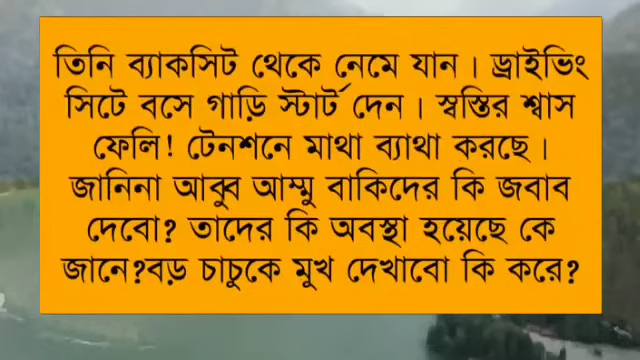 তিনি ব্যাকসিট থেকে নেমে যান। ড্রাইভিং
সিটে বসে গাড়ি স্টার্ট দেন। স্বস্তির শ্বাস
ফেলি! টেনশনে মাথা ব্যাথা করছে।
জানিনা আব্বু আম্মু বাকিদের কি জবাব
দেবো? তাদের কি অবস্থা হয়েছে কে
জানে?বড় চাচুকে মুখ দেখাবো কি করে?